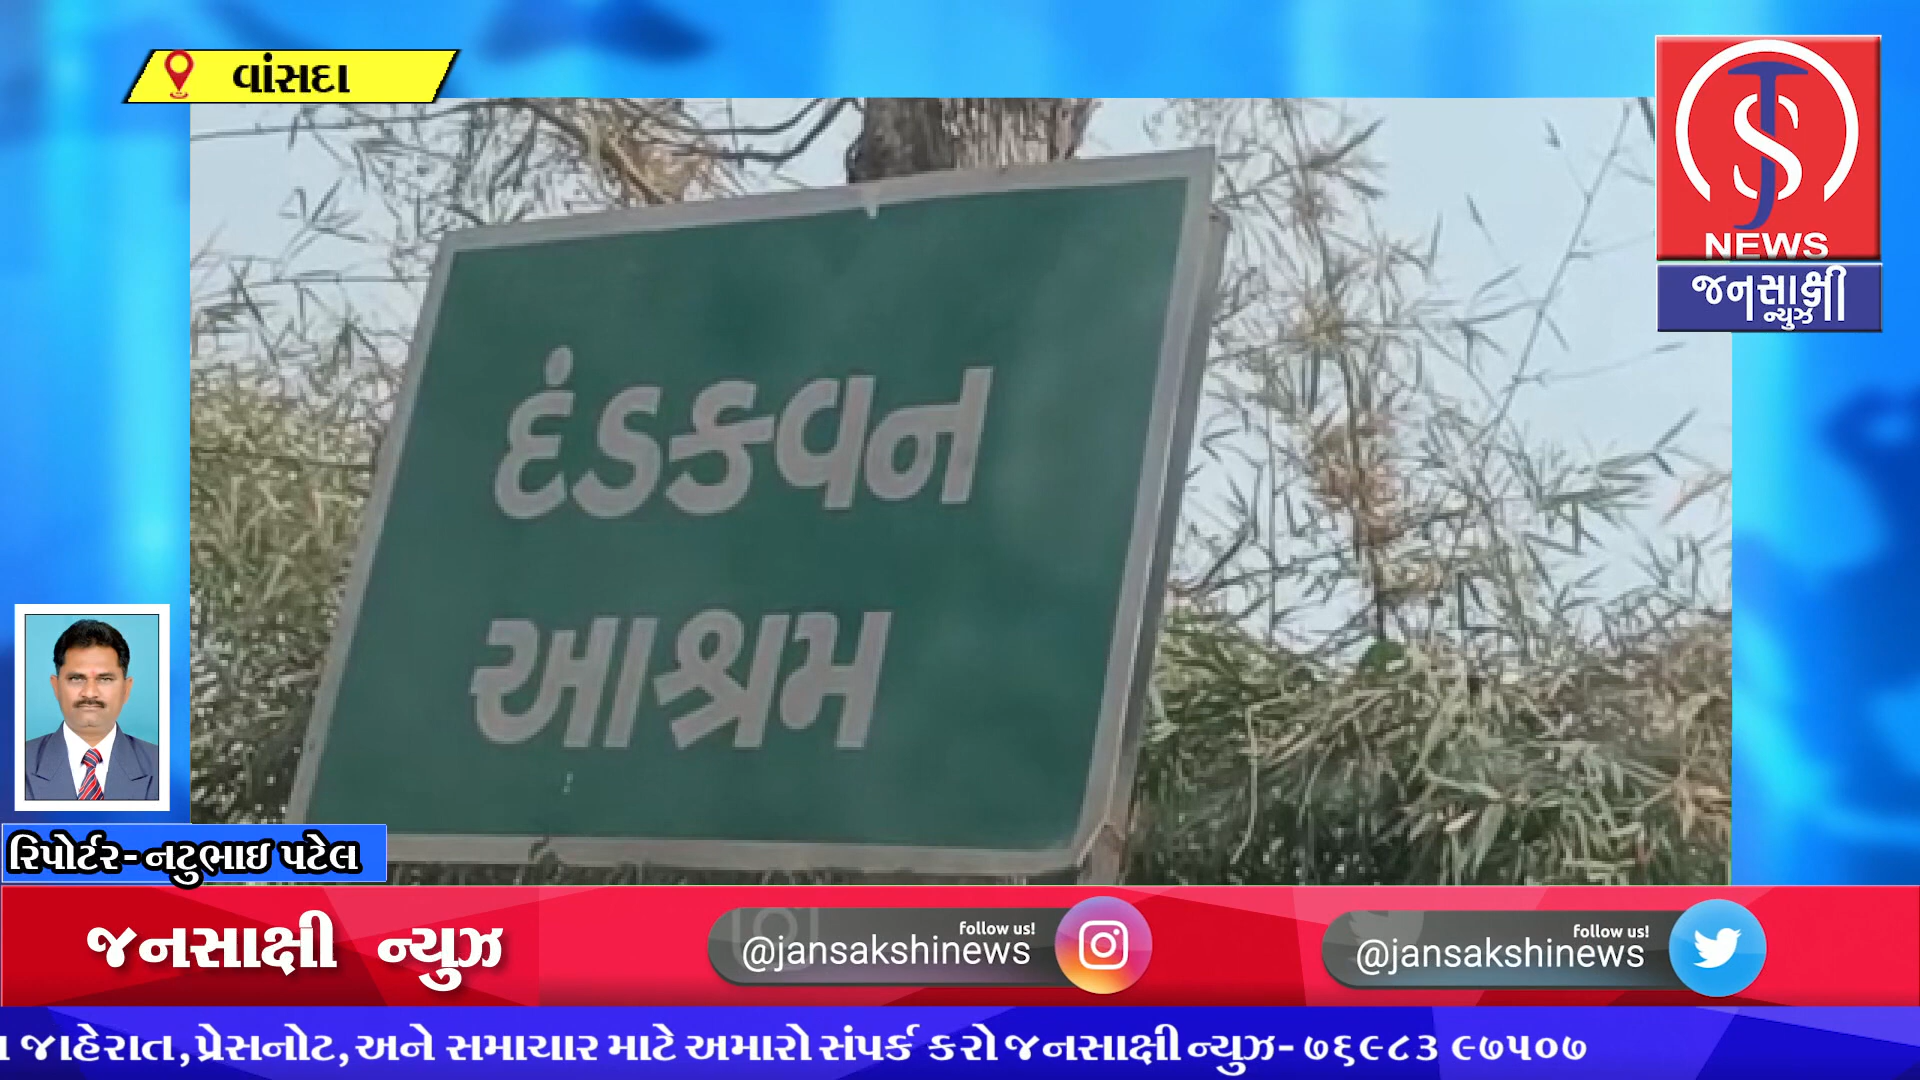 વાંસદા
JS
NEWS
જનસાક્ષી
ન્યુઝ
દંડકવન
આશ્રમ
રિપોર્ટર-નટુભાઇ પટેલ
જનસાક્ષી ન્યુઝ
follow us!
@jansakshinews
follow us!
@jansakshinews
જાહેરાત,પ્રેસનોટ,અને સમાચાર માટે અમારો સંપર્ક કરો જનસાક્ષી ન્યુઝ-૭૬૯૮૩ ૯૭૫૦૭